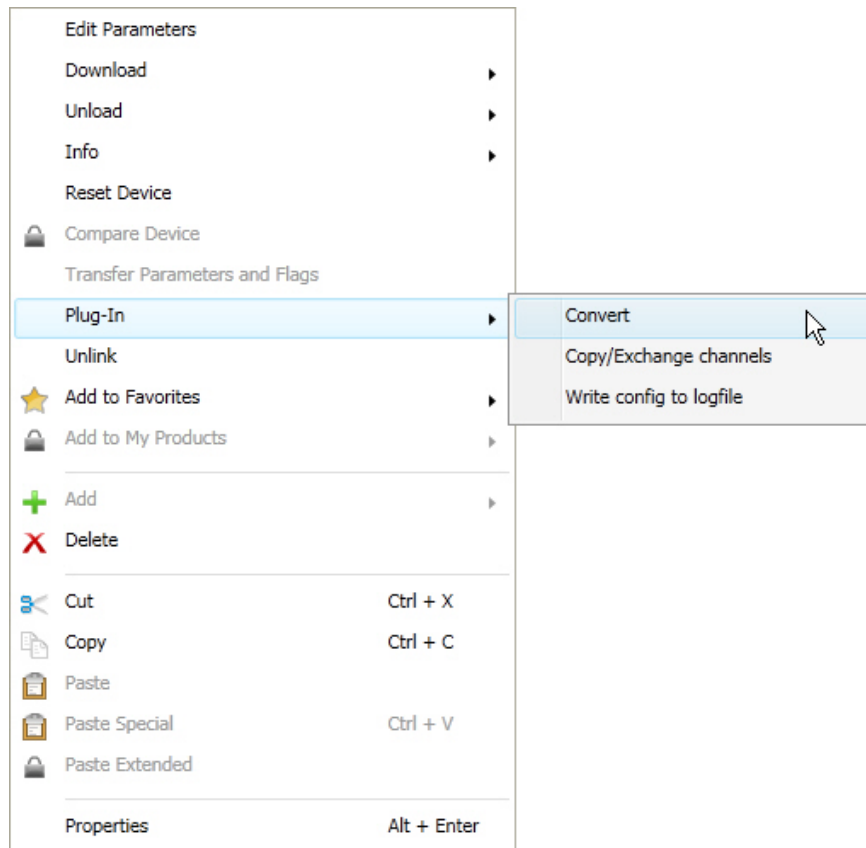 Edit Parameters
Download
Unload
Info
Reset Device
Compare Device
Transfer Parameters and Flags
Plug-In
Convert
Unlink
Copy/Exchange channels
Add to Favorites
Write config to logfile
Add to My Products
Add
Delete
Cut Ctrl + X
Copy Ctrl + C
Paste
Paste Special Ctrl + V
Paste Extended
Properties Alt + Enter